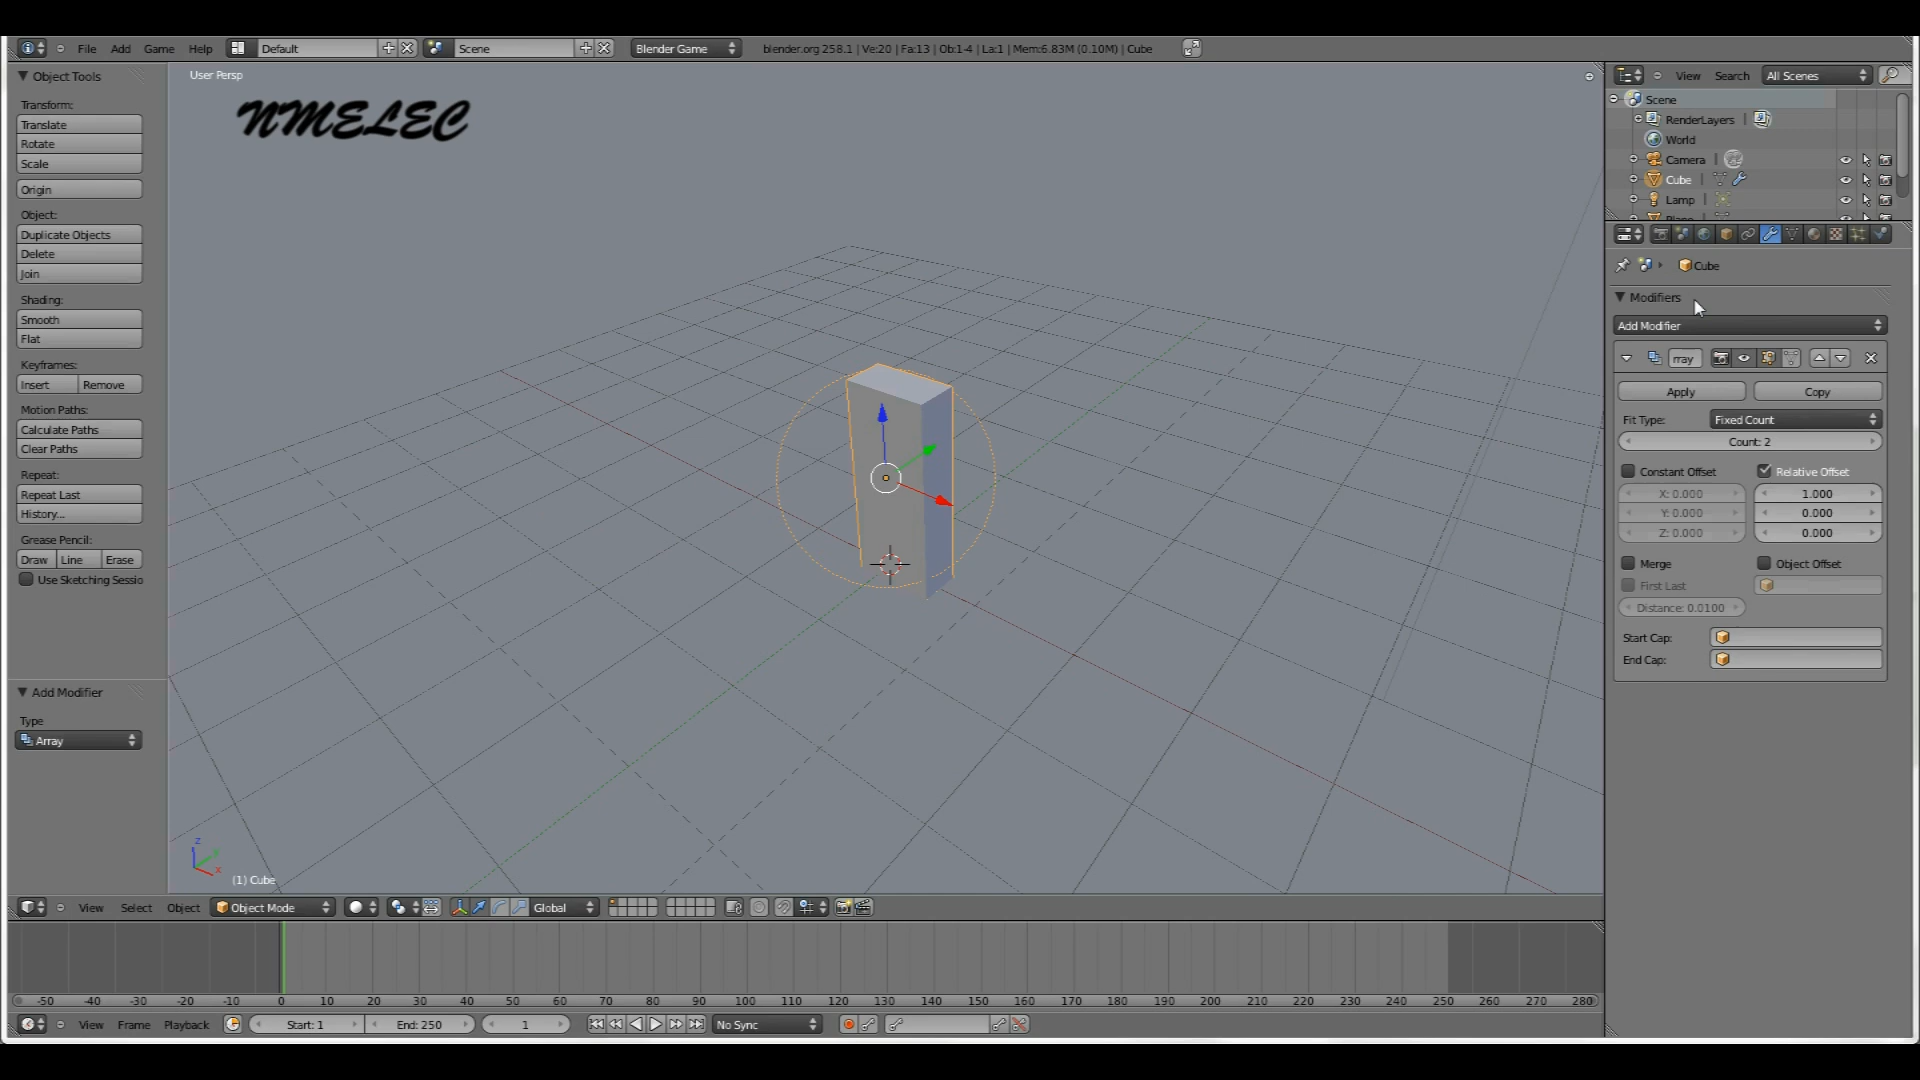 File Add Game Help Default Scene Blender Game blender.org 258.1 | Ve:20 | Fa:13 | Ob:1-4 | La:1 | Mem:6.83M (0.10M) | Cube
Object Tools
Transform:
Translate
Rotate
Scale
Origin
Object:
Duplicate Objects
Delete
Join
Shading:
Smooth
Flat
Keyframes:
Insert Remove
Motion Paths:
Calculate Paths
Clear Paths
Repeat:
Repeat Last
History...
Grease Pencil:
Draw Line Erase
Use Sketching Sessio
Add Modifier
Type
Array
User Persp
NMELEC
(1) Cube
View Select Object Object Mode Global
-50 -40 -30 -20 -10 0 10 20 30 40 50 60 70 80 90 100 110 120 130 140 150 160 170 180 190 200 210 220 230 240 250 260 270 280
View Frame Playback Start: 1 End: 250 1 No Sync
View Search All Scenes
Scene
RenderLayers
World
Camera
Cube
Lamp
Plane
Cube
Modifiers
Add Modifier
rray
Apply Copy
Fit Type: Fixed Count
Count: 2
Constant Offset Relative Offset
X: 0.000 1.000
Y: 0.000 0.000
Z: 0.000 0.000
Merge Object Offset
First Last
Distance: 0.0100
Start Cap:
End Cap: